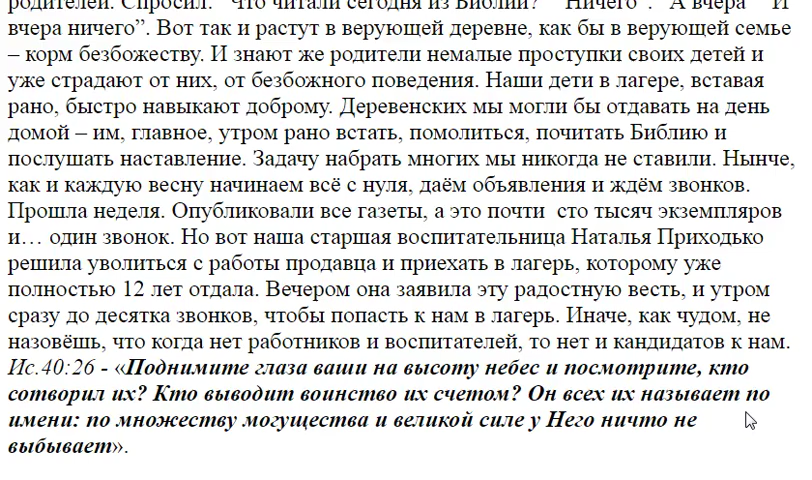 родителей. Спросил: “Что читали сегодня из Библии?” “Ничего”. “А вчера” “И
вчера ничего”. Вот так и растут в верующей деревне, как бы в верующей семье
– корм безбожеству. И знают же родители немалые проступки своих детей и
уже страдают от них, от безбожного поведения. Наши дети в лагере, вставая
рано, быстро навыкают доброму. Деревенских мы могли бы отдавать на день
домой – им, главное, утром рано встать, помолиться, почитать Библию и
послушать наставление. Задачу набрать многих мы никогда не ставили. Нынче,
как и каждую весну начинаем всё с нуля, даём объявления и ждём звонков.
Прошла неделя. Опубликовали все газеты, а это почти  сто тысяч экземпляров
и… один звонок. Но вот наша старшая воспитательница Наталья Приходько
решила уволиться с работы продавца и приехать в лагерь, которому уже
полностью 12 лет отдала. Вечером она заявила эту радостную весть, и утром
сразу до десятка звонков, чтобы попасть к нам в лагерь. Иначе, как чудом, не
назовёшь, что когда нет работников и воспитателей, то нет и кандидатов к нам.
Ис.40:26 - «Поднимите глаза ваши на высоту небес и посмотрите, кто
сотворил их? Кто выводит воинство их счетом? Он всех их называет по
имени: по множеству могущества и великой силе у Него ничто не
выбывает».